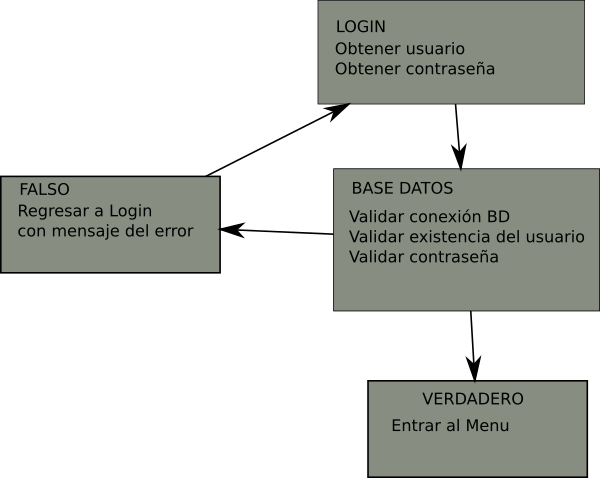 LOGIN
Obtener usuario
Obtener contraseña
FALSO
Regresar a Login
con mensaje del error
BASE DATOS
Validar conexión BD
Validar existencia del usuario
Validar contraseña
VERDADERO
Entrar al Menu